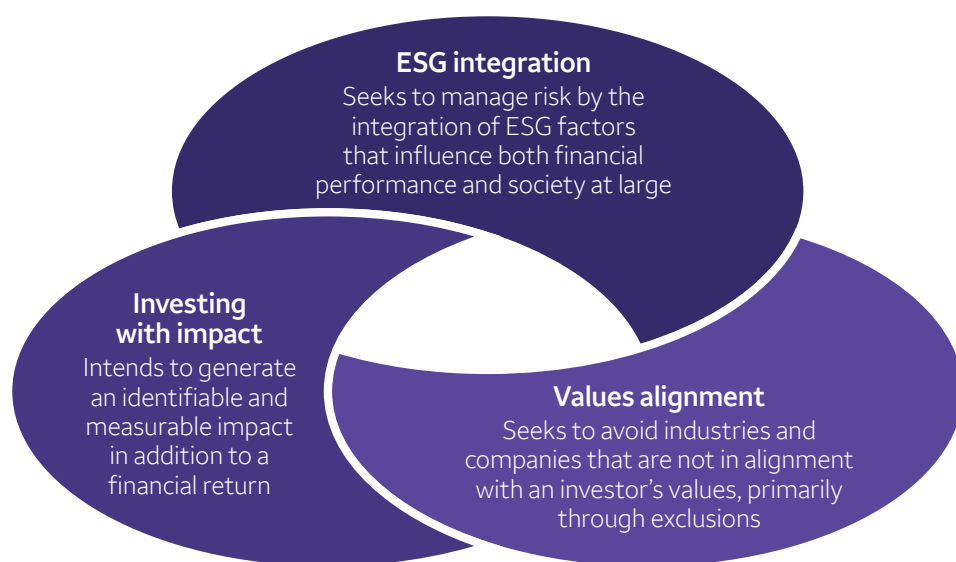 ESG integration
Seeks to manage risk by the
integration of ESG factors
that influence both financial
performance and society at large
Investing
with impact
Intends to generate
an identifiable and
measurable impact
in addition to a
financial return
Values alignment
Seeks to avoid industries and
companies that are not in alignment
with an investor’s values, primarily
through exclusions